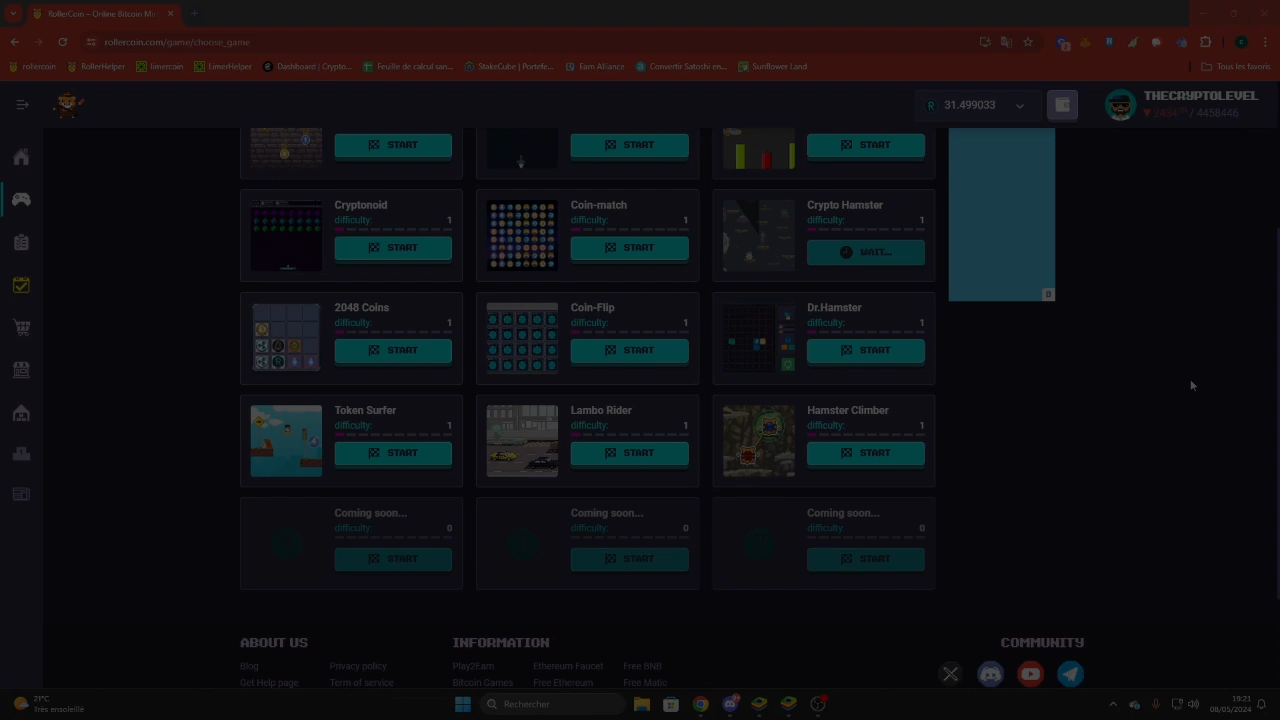 RollerCoin – Online Bitcoin Min
rollercoin.com/game/choose_game
rollercoin
RollerHelper
limercoin
LimerHelper
Dashboard | Crypto...
Feuille de calcul san...
StakeCube | Portefe...
Earn Alliance
Convertir Satoshi en...
Sunflower Land
Tous les favoris
31.499033
THECRYPTOLEVEL
/ 4458446
START
START
START
Cryptonoid
difficulty: 1
START
Coin-match
difficulty: 1
START
Crypto Hamster
difficulty: 1
WAIT...
2048 Coins
difficulty: 1
START
Coin-Flip
difficulty: 1
START
Dr.Hamster
difficulty: 1
START
Token Surfer
difficulty: 1
START
Lambo Rider
difficulty: 1
START
Hamster Climber
difficulty: 1
START
Coming soon...
difficulty: 0
START
Coming soon...
difficulty: 0
START
Coming soon...
difficulty: 0
START
0
ABOUT US
Blog
Privacy policy
Get Help page
Term of service
INFORMATION
Play2Earn
Ethereum Faucet
Free BNB
Bitcoin Games
Free Ethereum
Free Matic
COMMUNITY
21°C
Très ensoleillé
Rechercher
19:21
08/05/2024